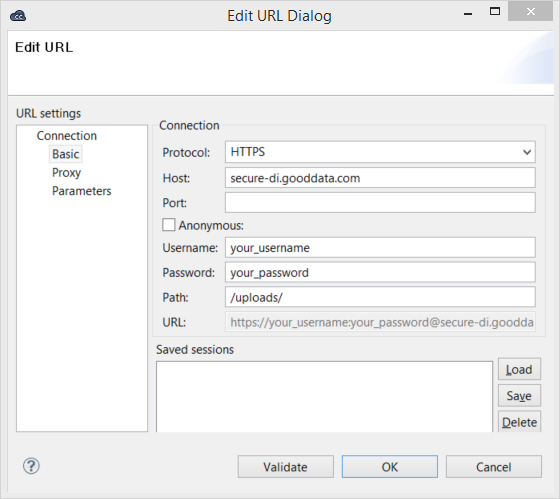 Edit URL Dialog
Edit URL
URL settings
Connection
Basic
Proxy
Parameters
Connection
Protocol: HTTPS
Host: secure-di.gooddata.com
Port:
Anonymous:
Username: your_username
Password: your_password
Path: /uploads/
URL: https://your_username:your_password@secure-di.goodda
Saved sessions
Load
Save
Delete
Validate OK Cancel